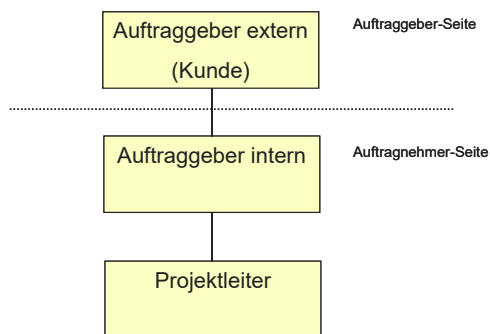 Auftraggeber extern
(Kunde)
Auftraggeber-Seite
Auftraggeber intern
Auftragnehmer-Seite
Projektleiter